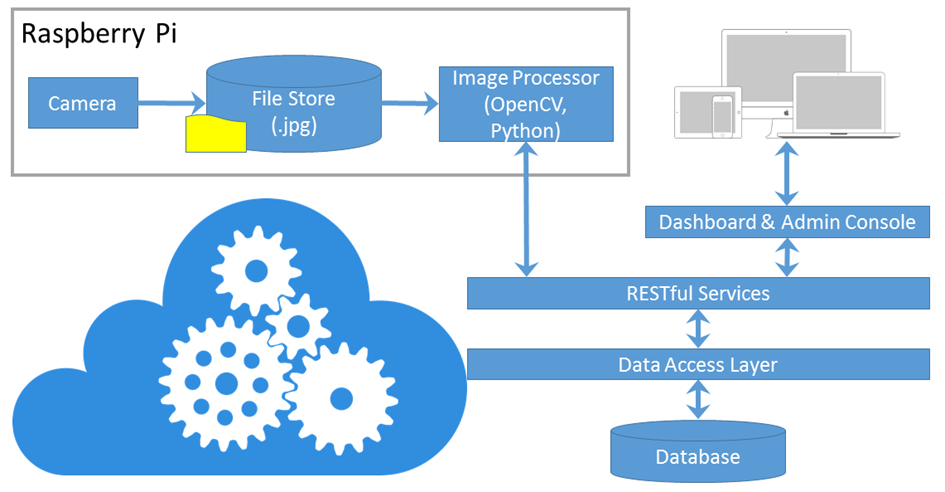 Raspberry Pi
Camera
File Store
(.jpg)
Image Processor
(OpenCV,
Python)
Dashboard & Admin Console
RESTful Services
Data Access Layer
Database